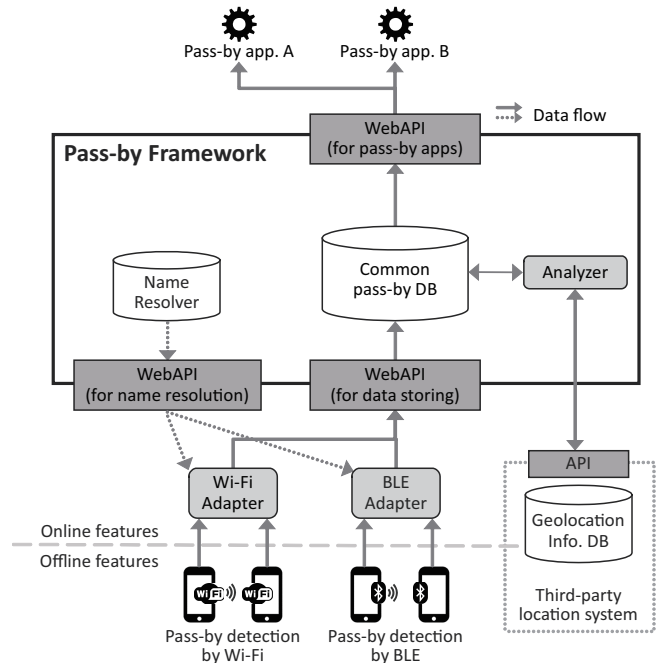 Pass-by app. A
Pass-by app. B
Data flow
WebAPI
(for pass-by apps)
Pass-by Framework
Name
Resolver
Common
pass-by DB
Analyzer
WebAPI
(for name resolution)
WebAPI
(for data storing)
Wi-Fi
Adapter
BLE
Adapter
API
Geolocation
Info. DB
Third-party
location system
Online features
Offline features
WiFi
WiFi
Pass-by detection
by Wi-Fi
Pass-by detection
by BLE